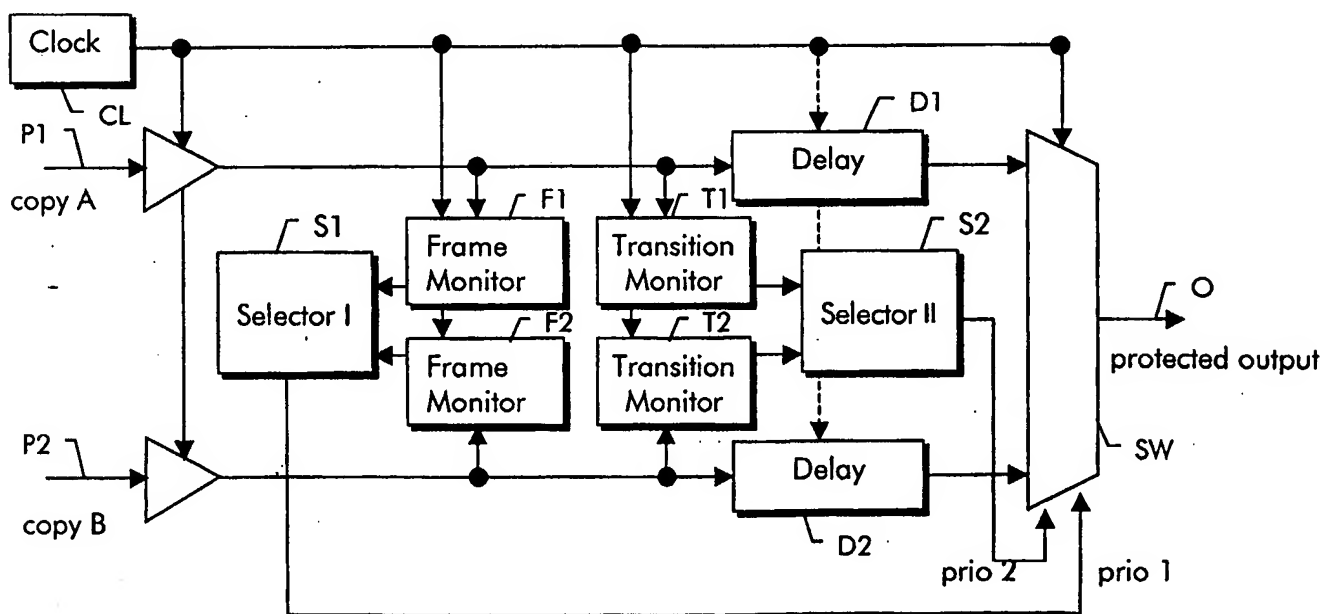 Clock
CL
P1
copy A
D1
Delay
F1
Frame
Monitor
T1
Transition
Monitor
S1
Selector I
S2
Selector II
F2
Frame
Monitor
T2
Transition
Monitor
O
protected output
P2
copy B
Delay
D2
SW
prio 2
prio 1